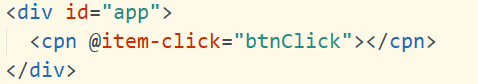 <div id="app">
  <cpn @item-click="btnClick"></cpn>
</div>